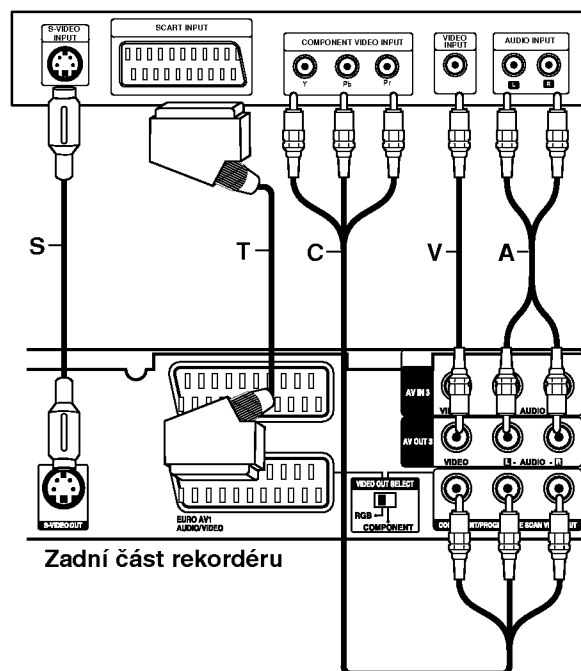 S-VIDEO
INPUT
SCART INPUT
COMPONENT VIDEO INPUT
VIDEO
INPUT
AUDIO INPUT
Y
Pb
Pr
L
R
S
T
C
V
A
AV IN 3
AUDIO
AV OUT 3
VIDEO
L - AUDIO - R
S-VIDEO OUT
EURO AV1
AUDIO/VIDEO
VIDEO OUT SELECT
RGB
COMPONENT
SCAN
Zadní část rekordéru